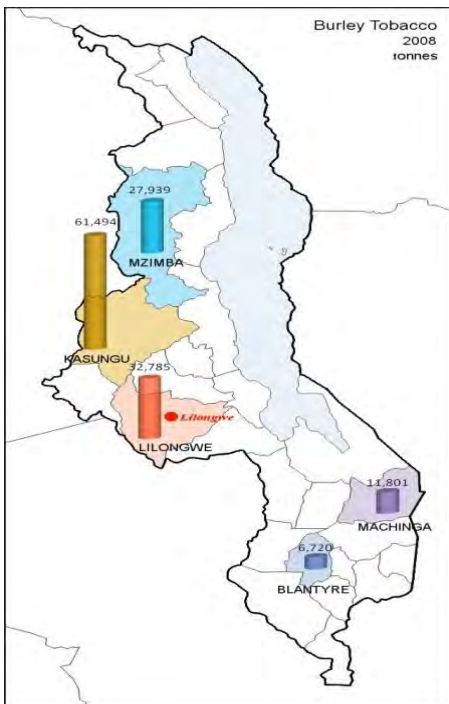 Burley Tobacco
2008
tonnes
27,939
61,494
MZIMBA
KASUNGU
32,785
Lilongwe
LILONGWE
11,801
MACHINGA
6,720
BLANTYRE